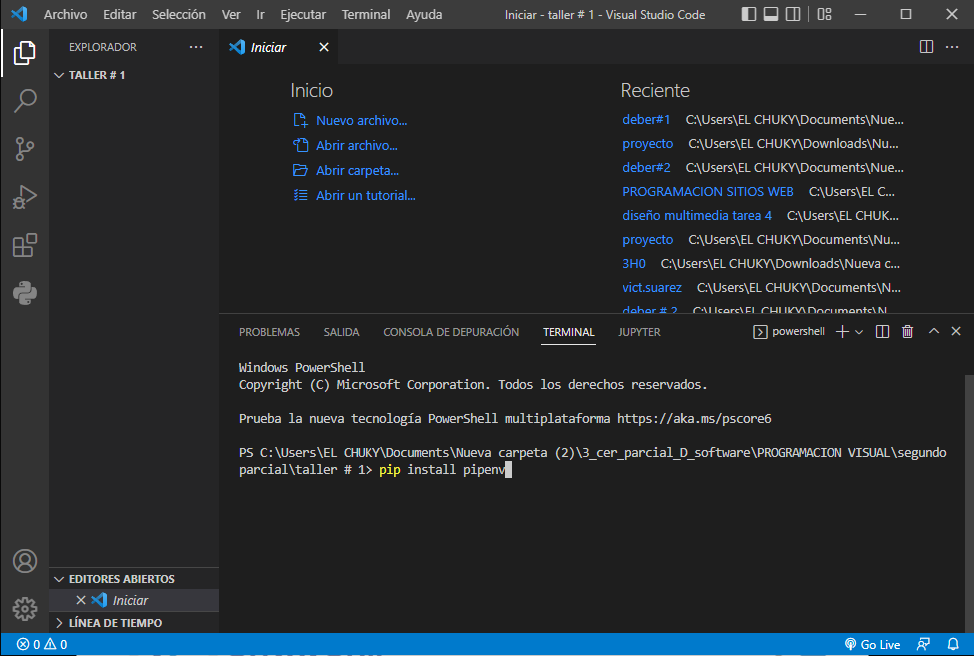 Archivo Editar Selección Ver Ir Ejecutar Terminal Ayuda Iniciar - taller # 1 - Visual Studio Code
EXPLORADOR ...
TALLER # 1
Iniciar
Inicio
Nuevo archivo...
Abrir archivo...
Abrir carpeta...
Abrir un tutorial...
Reciente
deber#1 C:\Users\EL CHUKY\Documents\Nue...
proyecto C:\Users\EL CHUKY\Downloads\Nu...
deber#2 C:\Users\EL CHUKY\Documents\Nue...
PROGRAMACION SITIOS WEB C:\Users\EL C...
diseño multimedia tarea 4 C:\Users\EL CHUK...
proyecto C:\Users\EL CHUKY\Documents\Nu...
3H0 C:\Users\EL CHUKY\Downloads\Nueva c...
vict.suarez C:\Users\EL CHUKY\Documents\N...
deber # 2 C:\Users\EL CHUKY\Documents\N...
PROBLEMAS SALIDA CONSOLA DE DEPURACIÓN TERMINAL JUPYTER powershell
Windows PowerShell
Copyright (C) Microsoft Corporation. Todos los derechos reservados.
Prueba la nueva tecnología PowerShell multiplataforma https://aka.ms/pscore6
PS C:\Users\EL CHUKY\Documents\Nueva carpeta (2)\3_cer_parcial_D_software\PROGRAMACION VISUAL\segundo
parcial\taller # 1> pip install pipenv
EDITORES ABIERTOS
Iniciar
LÍNEA DE TIEMPO
0 0 Go Live